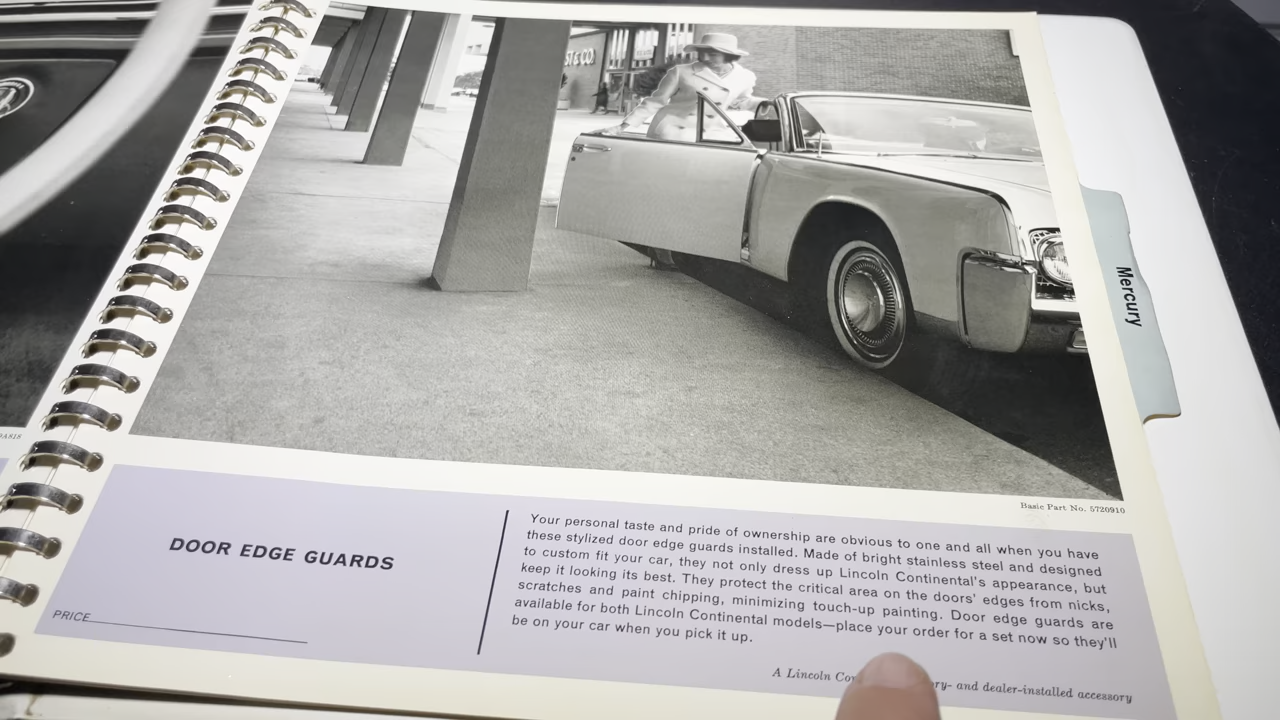 ST & CO.
Mercury
Basic Part No. 5720910
DOOR EDGE GUARDS
PRICE
Your personal taste and pride of ownership are obvious to one and all when you have
these stylized door edge guards installed. Made of bright stainless steel and designed
to custom fit your car, they not only dress up Lincoln Continental's appearance, but
keep it looking its best. They protect the critical area on the doors' edges from nicks,
scratches and paint chipping, minimizing touch-up painting. Door edge guards are
available for both Lincoln Continental models—place your order for a set now so they'll
be on your car when you pick it up.
A Lincoln and dealer-installed accessory